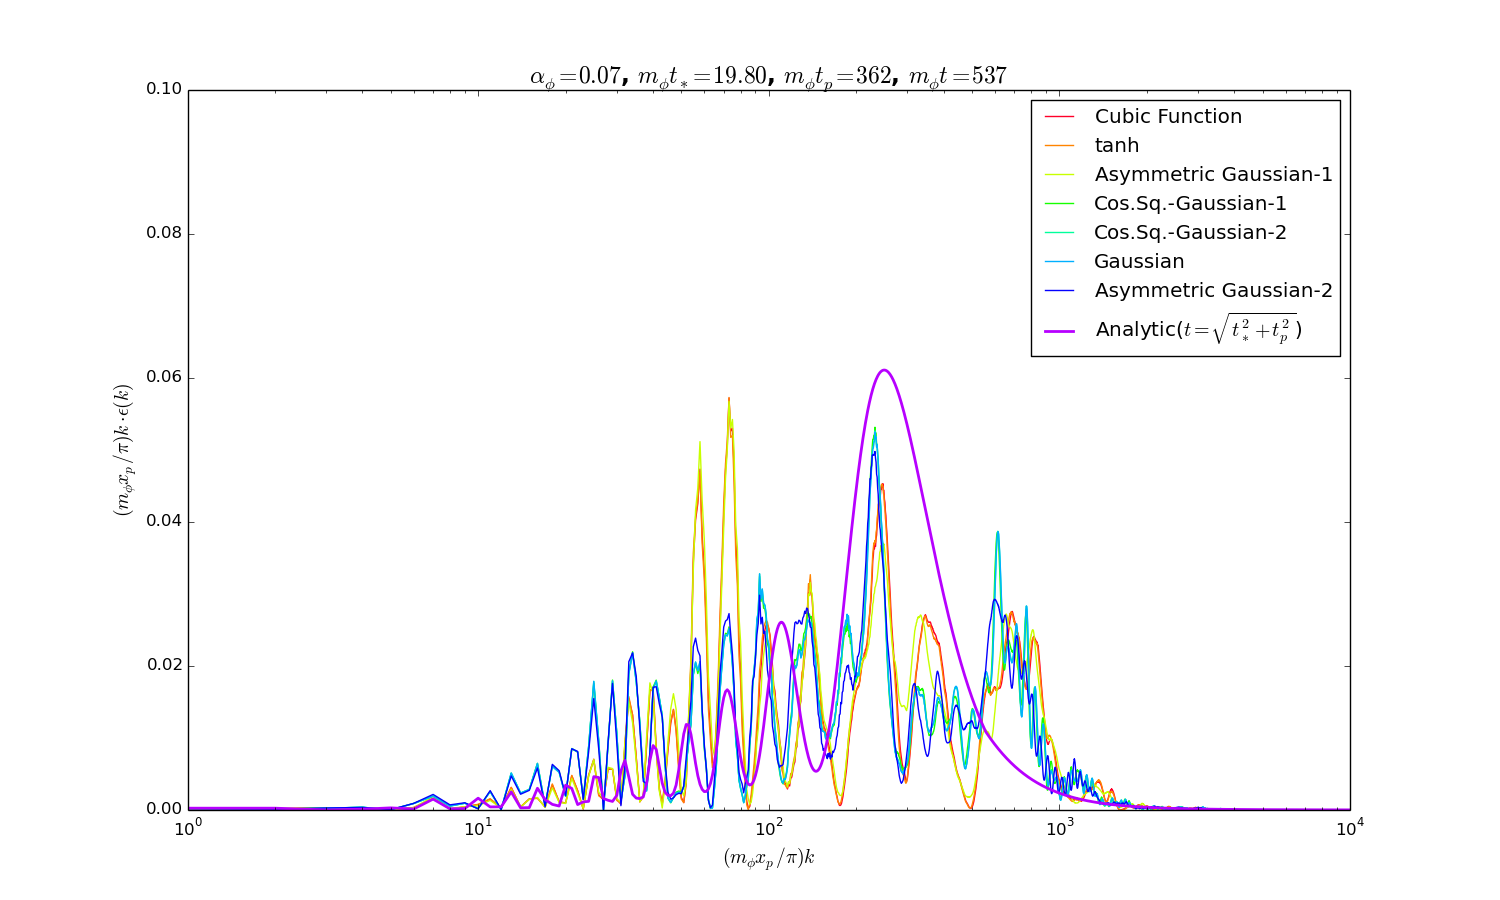 α_ϕ=0.07, m_ϕt_*=19.80, m_ϕt_p=362, m_ϕt=537
0.10
0.08
0.06
0.04
0.02
0.00
(m_ϕx_p/π)k·ϵ(k)
Cubic Function
tanh
Asymmetric Gaussian-1
Cos.Sq.-Gaussian-1
Cos.Sq.-Gaussian-2
Gaussian
Asymmetric Gaussian-2
Analytic(t=√(t_*^2+t_p^2))
10^0 10^1 10^2 10^3 10^4
(m_ϕx_p/π)k